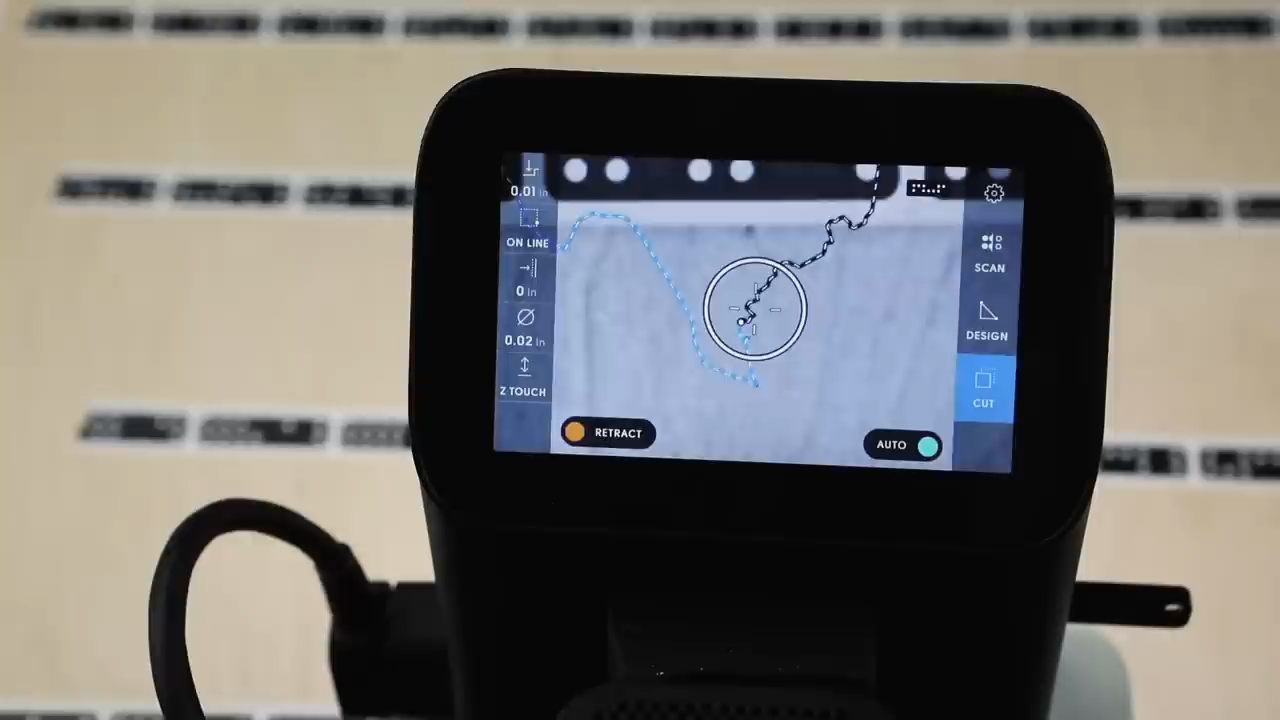 0.01 in
ON LINE
0 in
0.02 in
Z TOUCH
SCAN
DESIGN
CUT
RETRACT
AUTO